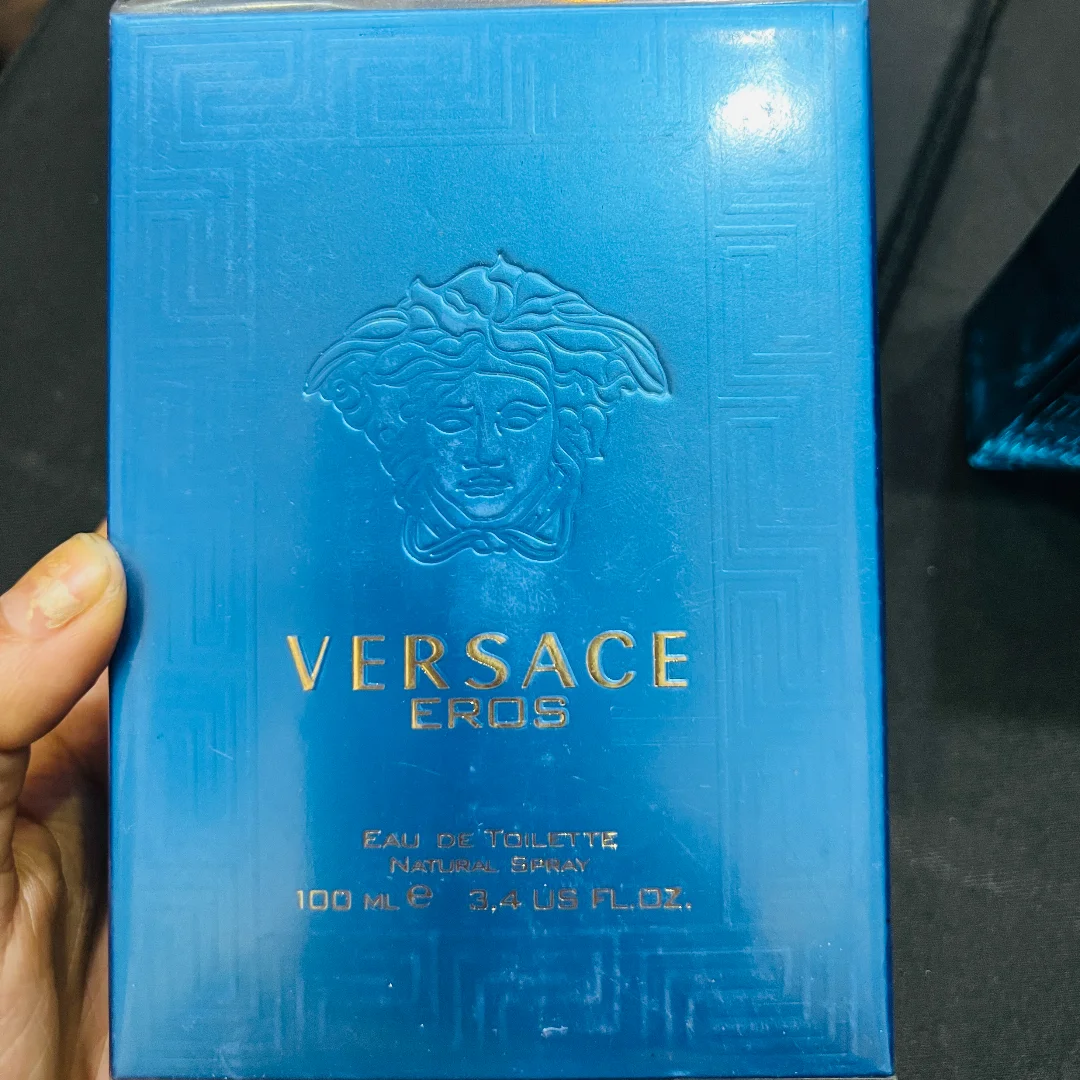 VERSACE
EROS
EAU DE TOILETTE
NATURAL SPRAY
100 ML e 3.4 US FL.OZ.